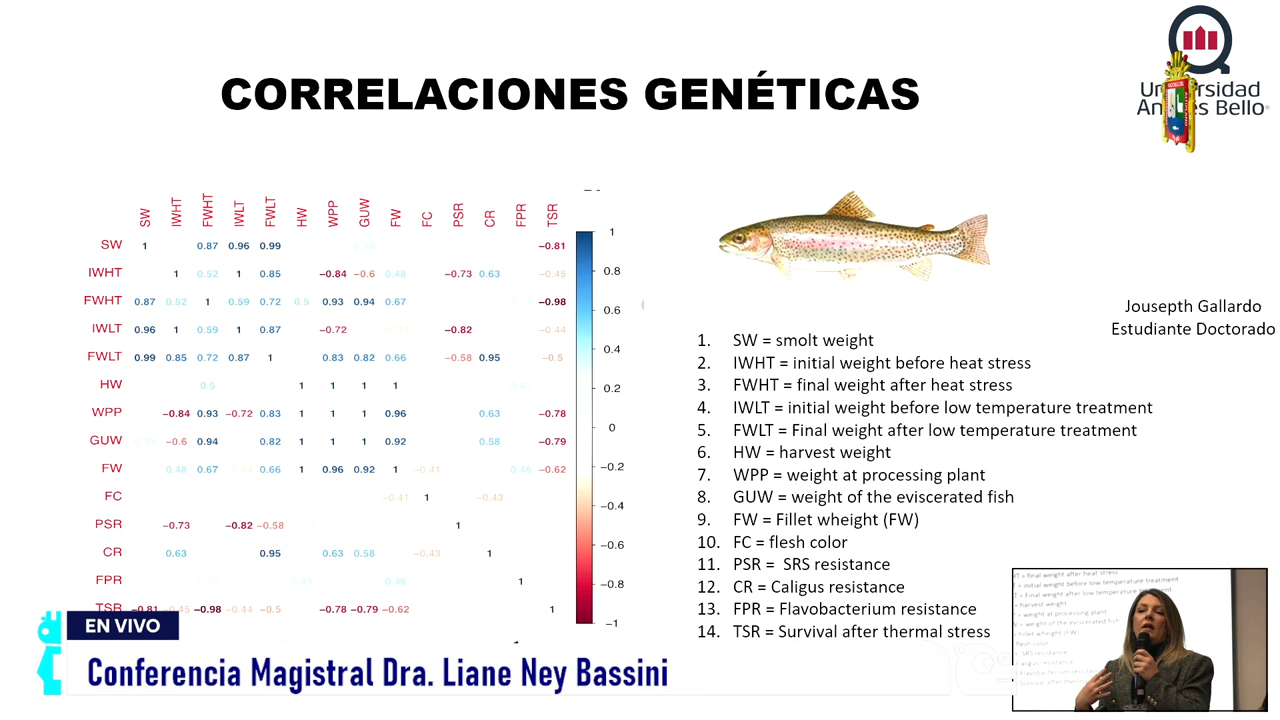 CORRELACIONES GENÉTICAS
Universidad
Andrés Bello
SW IWHT FWHT IWLT FWLT HW WPP GUW FW FC PSR CR FPR TSR
SW 1 0.87 0.96 0.99 −0.81
IWHT 1 0.52 1 0.85 −0.84 −0.6 0.48 −0.73 0.63 −0.45
FWHT 0.87 0.52 1 0.59 0.72 0.5 0.93 0.94 0.67 −0.98
IWLT 0.96 1 0.59 1 0.87 −0.72 −0.82 −0.44
FWLT 0.99 0.85 0.72 0.87 1 0.83 0.82 0.66 −0.58 0.95 −0.5
HW 0.5 1 1 1 1
WPP −0.84 0.93 −0.72 0.83 1 1 1 0.96 0.63 −0.78
GUW −0.6 0.94 0.82 1 1 1 0.92 0.58 −0.79
FW 0.48 0.67 0.66 1 0.96 0.92 1 −0.41 0.46 −0.62
FC −0.41 1 −0.43
PSR −0.73 −0.82 −0.58 1
CR 0.63 0.95 0.63 0.58 −0.43 1
FPR 0.46 1
TSR −0.81 −0.45 −0.98 −0.44 −0.5 −0.78 −0.79 −0.62 1
1
0.8
0.6
0.4
0.2
0
−0.2
−0.4
−0.6
−0.8
−1
Jousepth Gallardo
Estudiante Doctorado
1. SW = smolt weight
2. IWHT = initial weight before heat stress
3. FWHT = final weight after heat stress
4. IWLT = initial weight before low temperature treatment
5. FWLT = Final weight after low temperature treatment
6. HW = harvest weight
7. WPP = weight at processing plant
8. GUW = weight of the eviscerated fish
9. FW = Fillet wheight (FW)
10. FC = flesh color
11. PSR = SRS resistance
12. CR = Caligus resistance
13. FPR = Flavobacterium resistance
14. TSR = Survival after thermal stress
EN VIVO
Conferencia Magistral Dra. Liane Ney Bassini